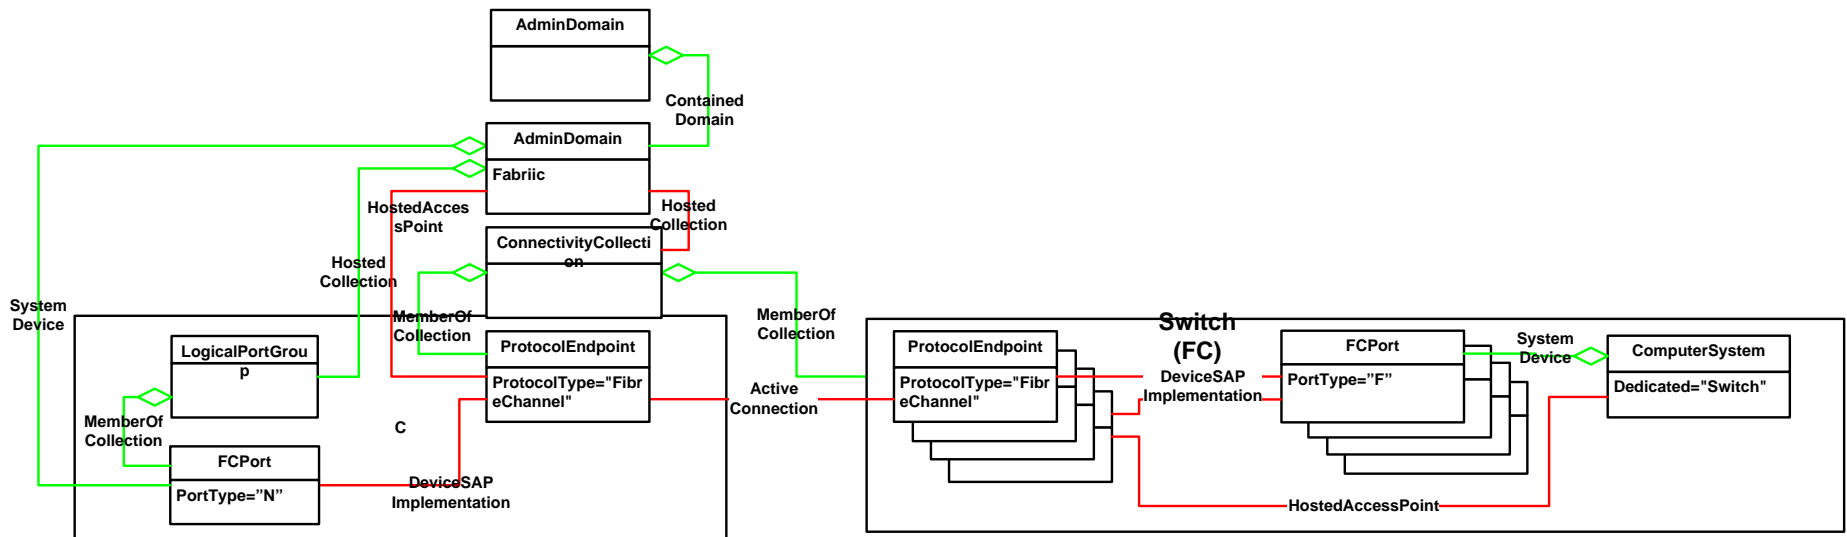 AdminDomain
Contained
Domain
AdminDomain
Fabriic
HostedAcces
sPoint
Hosted
Collection
ConnectivityCollecti
on
Hosted
Collection
System
Device
MemberOf
Collection
MemberOf
Collection
LogicalPortGrou
p
ProtocolEndpoint
ProtocolType="Fibr
eChannel"
MemberOf
Collection
C
FCPort
PortType=”N”
DeviceSAP
Implementation
Active
Connection
Switch
(FC)
ProtocolEndpoint
ProtocolType="Fibr
eChannel"
DeviceSAP
Implementation
FCPort
PortType=”F”
System
Device
ComputerSystem
Dedicated="Switch"
HostedAccessPoint